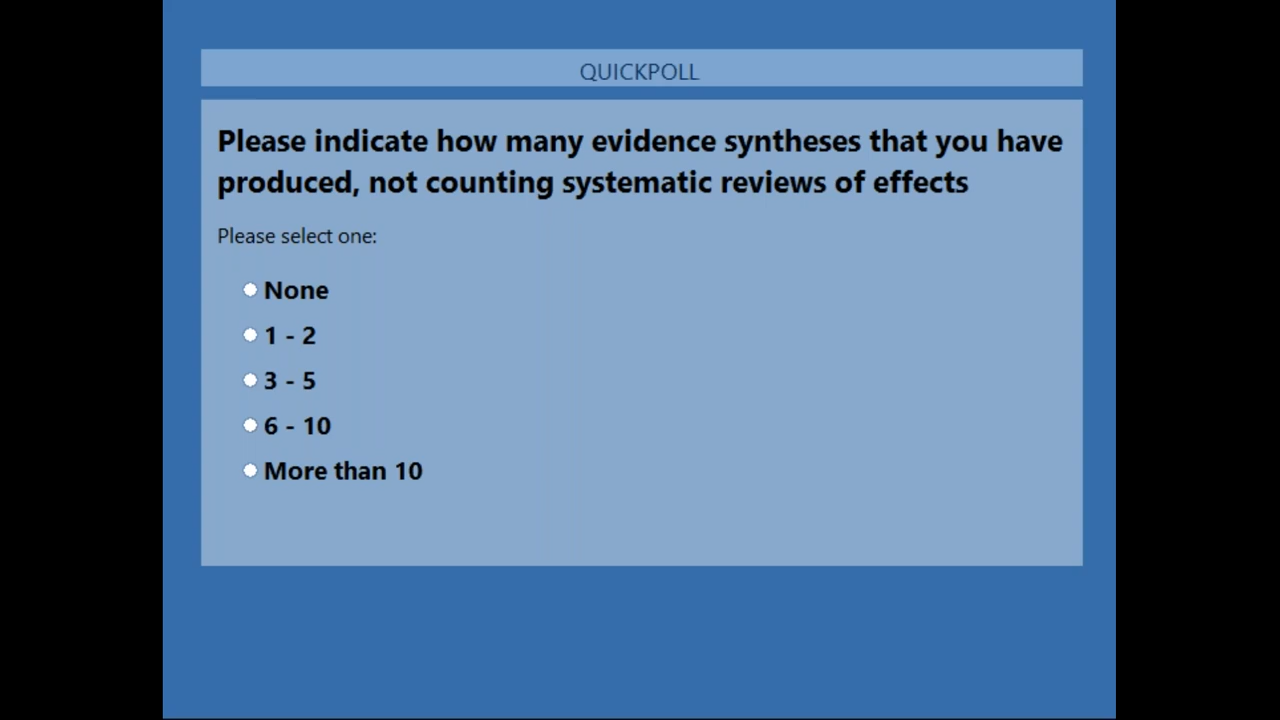 QUICKPOLL
Please indicate how many evidence syntheses that you have
produced, not counting systematic reviews of effects
Please select one:
None
1 - 2
3 - 5
6 - 10
More than 10